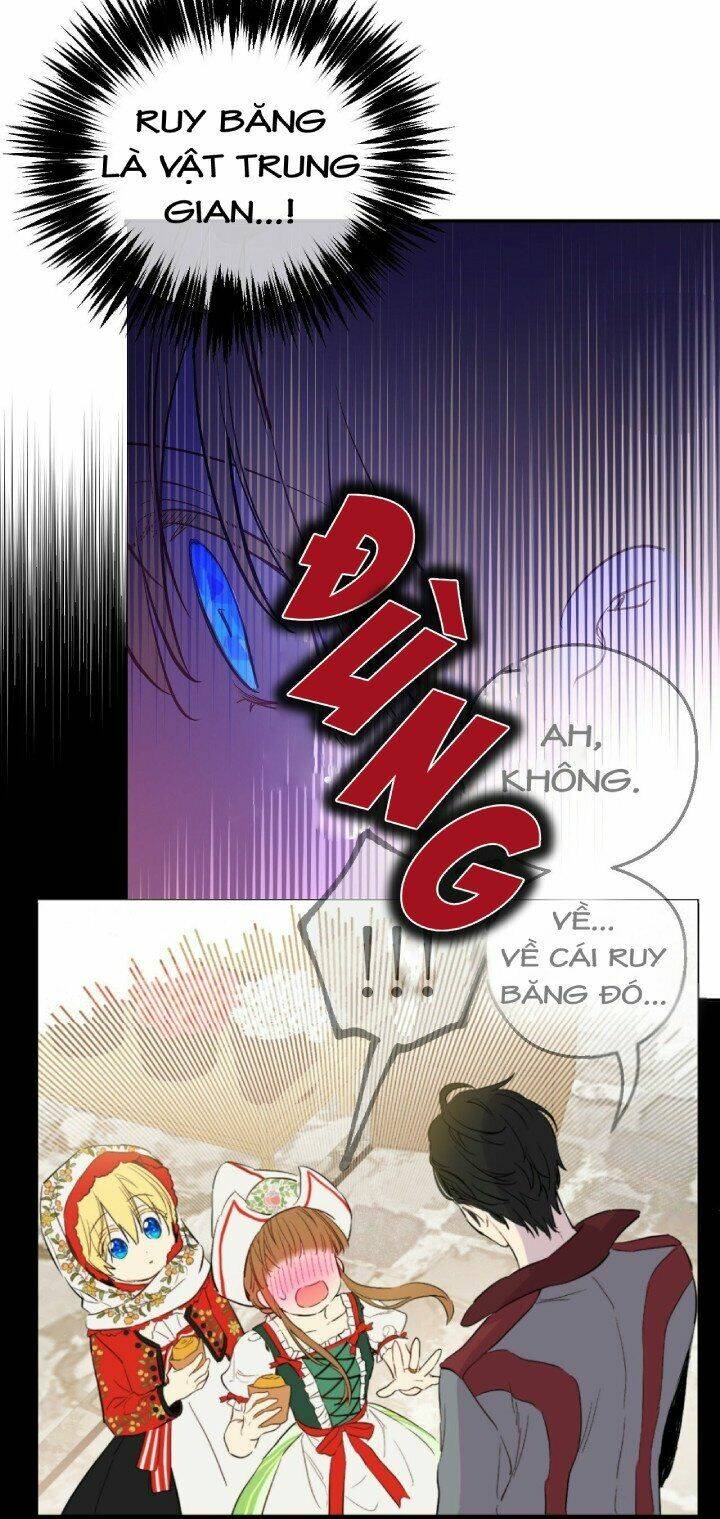 RUY BĂNG
LÀ VẬT TRUNG
GIAN...!
ĐÙNG
AH,
KHÔNG.
!!!
VỀ...
VỀ CÁI RUY
BĂNG ĐÓ...